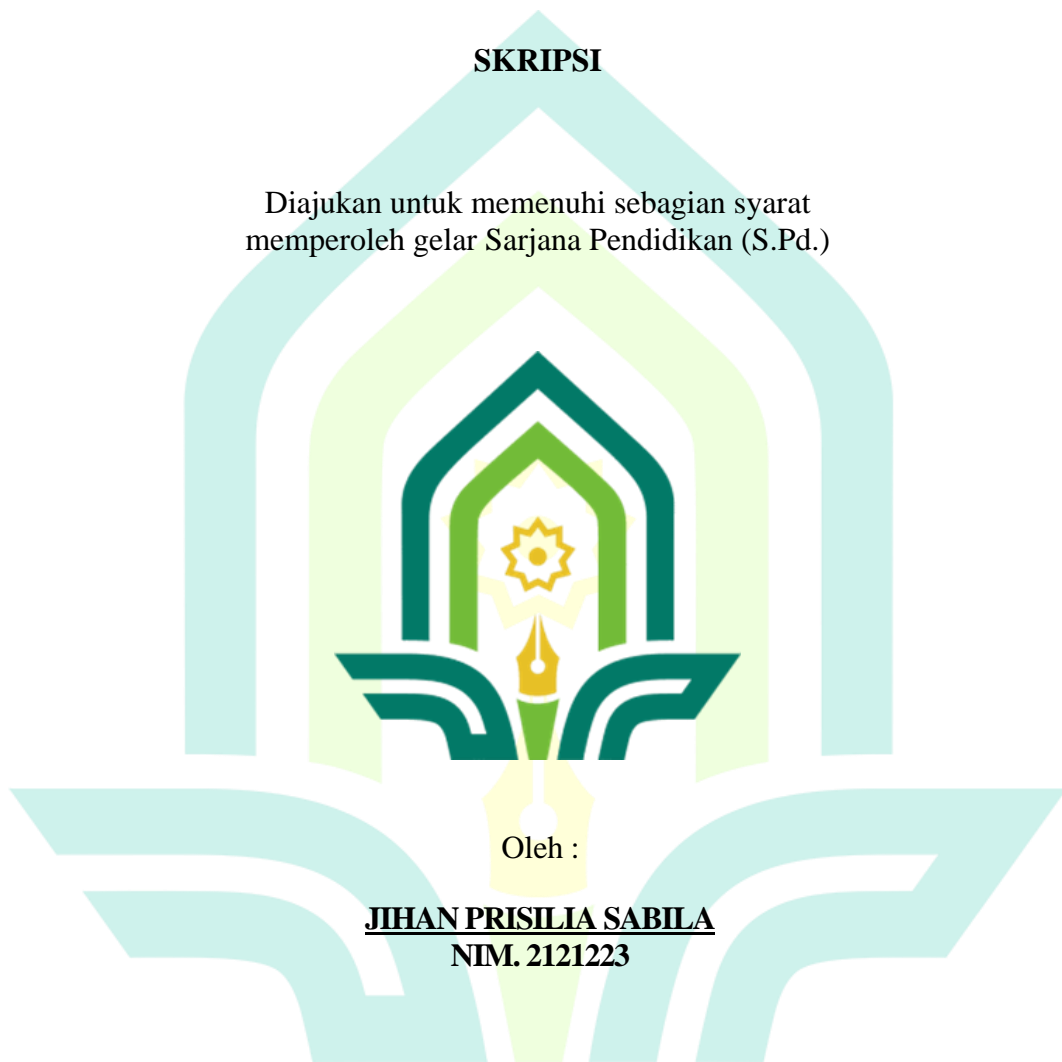 SKRIPSI
Diajukan untuk memenuhi sebagian syarat
memperoleh gelar Sarjana Pendidikan (S.Pd.)
Oleh :
JIHAN PRISILIA SABILA
NIM. 2121223